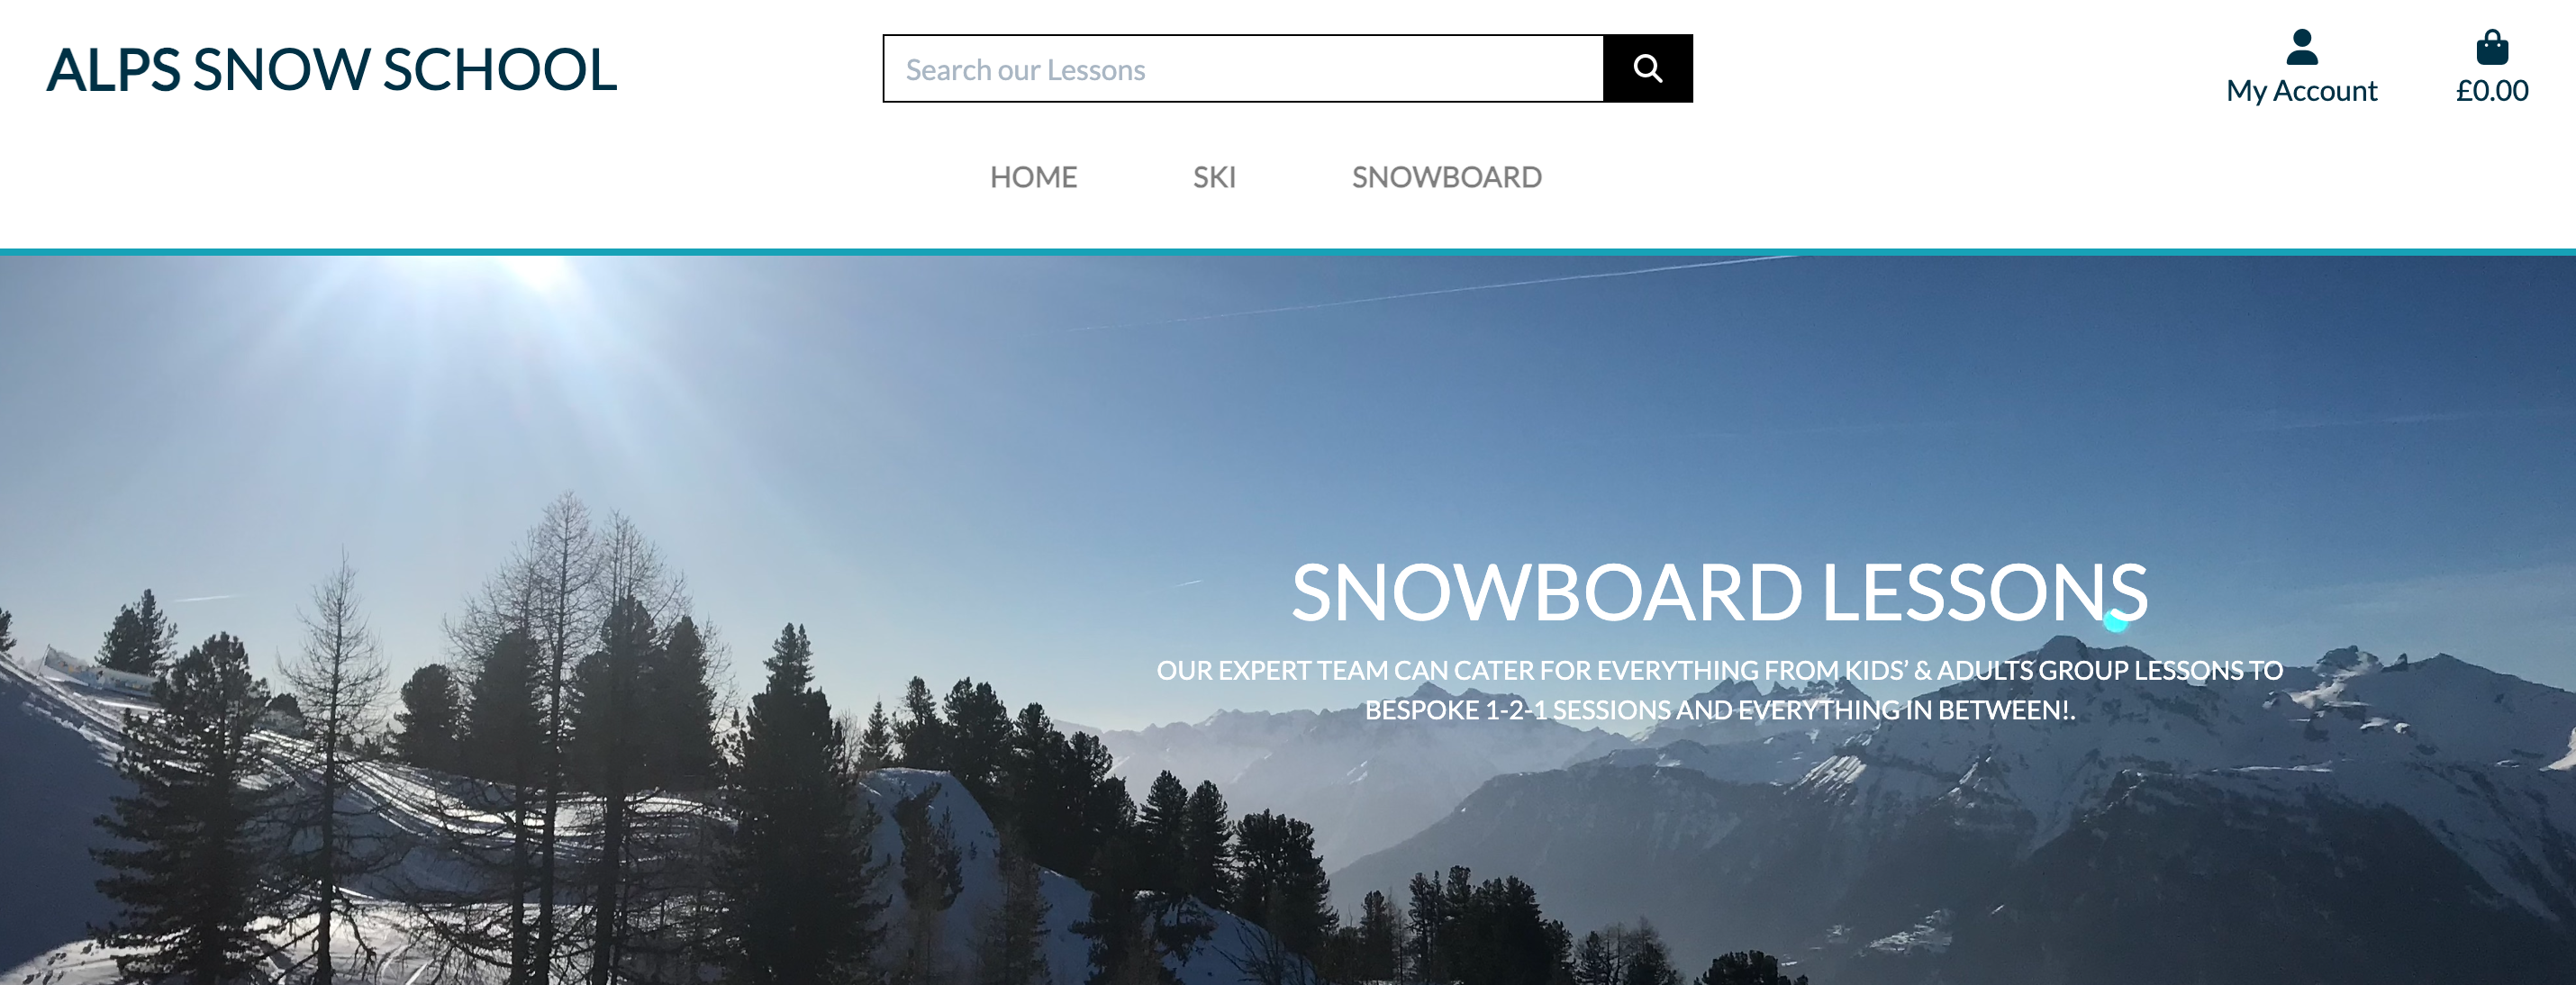 ALPS SNOW SCHOOL
Search our Lessons
My Account
£0.00
HOME
SKI
SNOWBOARD
SNOWBOARD LESSONS
OUR EXPERT TEAM CAN CATER FOR EVERYTHING FROM KIDS’ & ADULTS GROUP LESSONS TO
BESPOKE 1-2-1 SESSIONS AND EVERYTHING IN BETWEEN!.